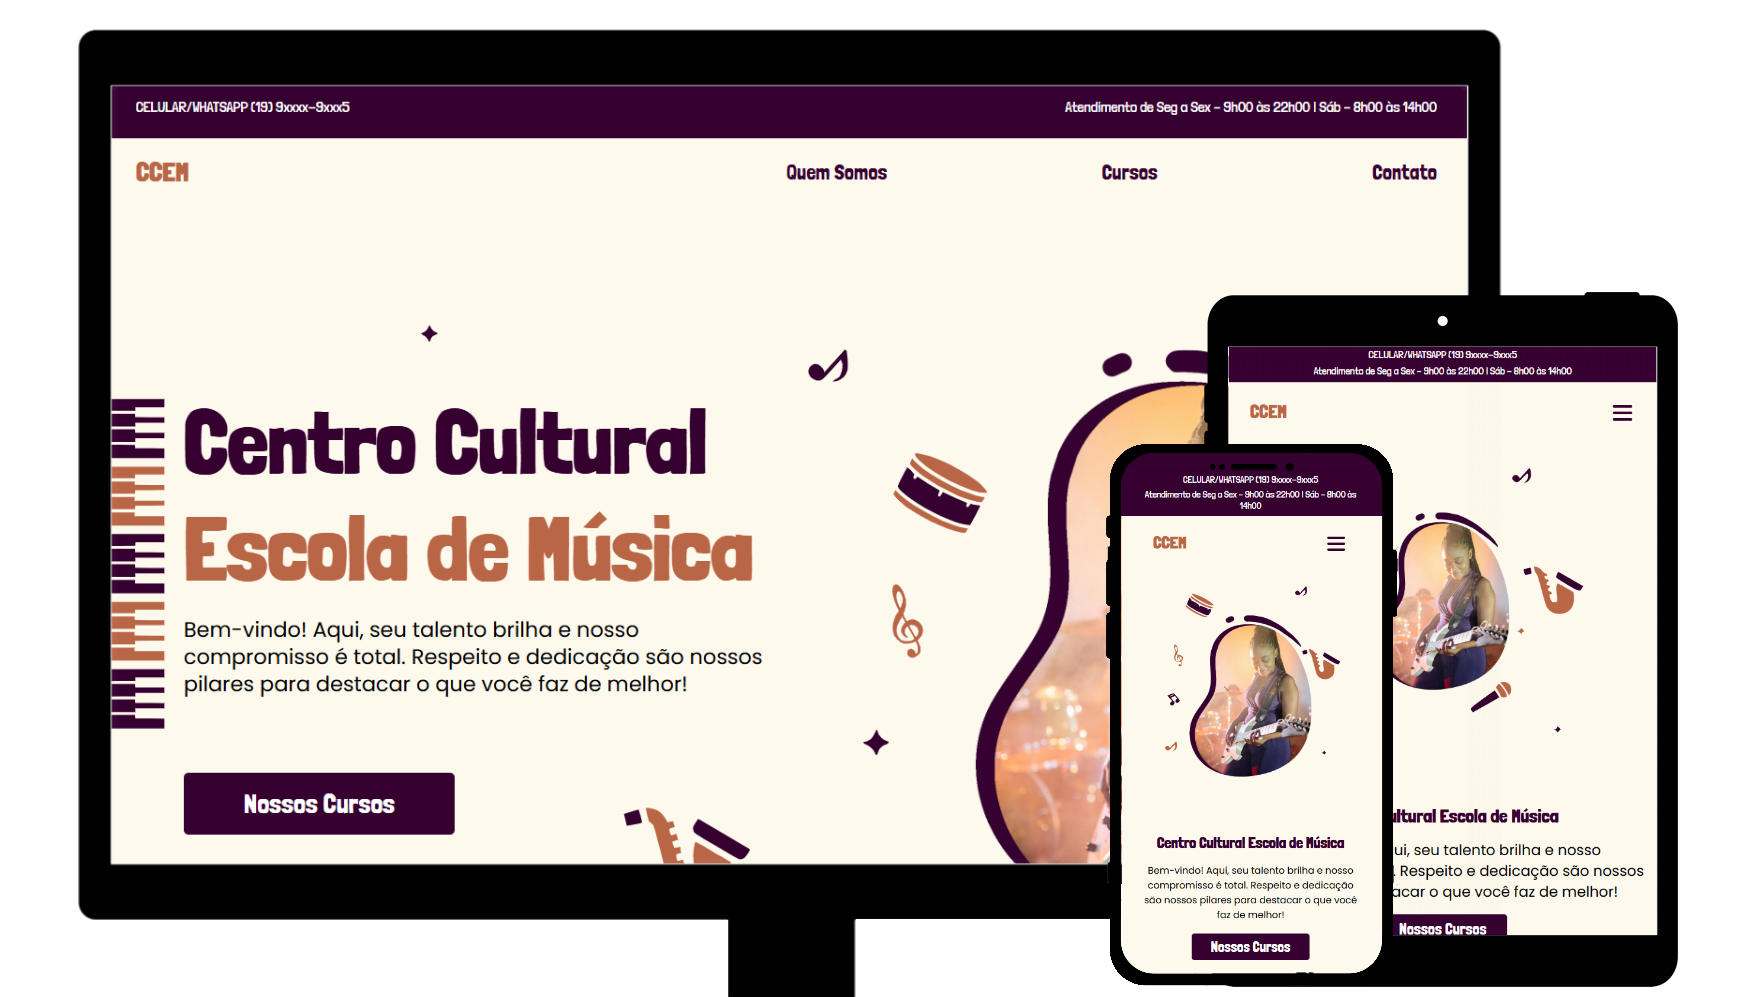 CELULAR/WHATSAPP (19) 9xxxx-9xxx5
Atendimento de Seg a Sex - 9h00 às 22h00 | Sáb - 8h00 às 14h00
CCEM
Quem Somos
Cursos
Contato
Centro Cultural
Escola de Música
Bem-vindo! Aqui, seu talento brilha e nosso
compromisso é total. Respeito e dedicação são nossos
pilares para destacar o que você faz de melhor!
Nossos Cursos
CELULAR/WHATSAPP (19) 9xxxx-9xxx5
Atendimento de Seg a Sex - 9h00 às 22h00 | Sáb - 8h00 às 14h00
CCEM
ultural Escola de Música
ui, seu talento brilha e nosso
. Respeito e dedicação são nossos
acar o que você faz de melhor!
Nossos Cursos
CELULAR/WHATSAPP (19) 9xxxx-9xxx5
Atendimento de Seg a Sex - 9h00 às 22h00 | Sáb - 8h00 às
14h00
CCEM
Centro Cultural Escola de Música
Bem-vindo! Aqui, seu talento brilha e nosso
compromisso é total. Respeito e dedicação
são nossos pilares para destacar o que você
faz de melhor!
Nossos Cursos